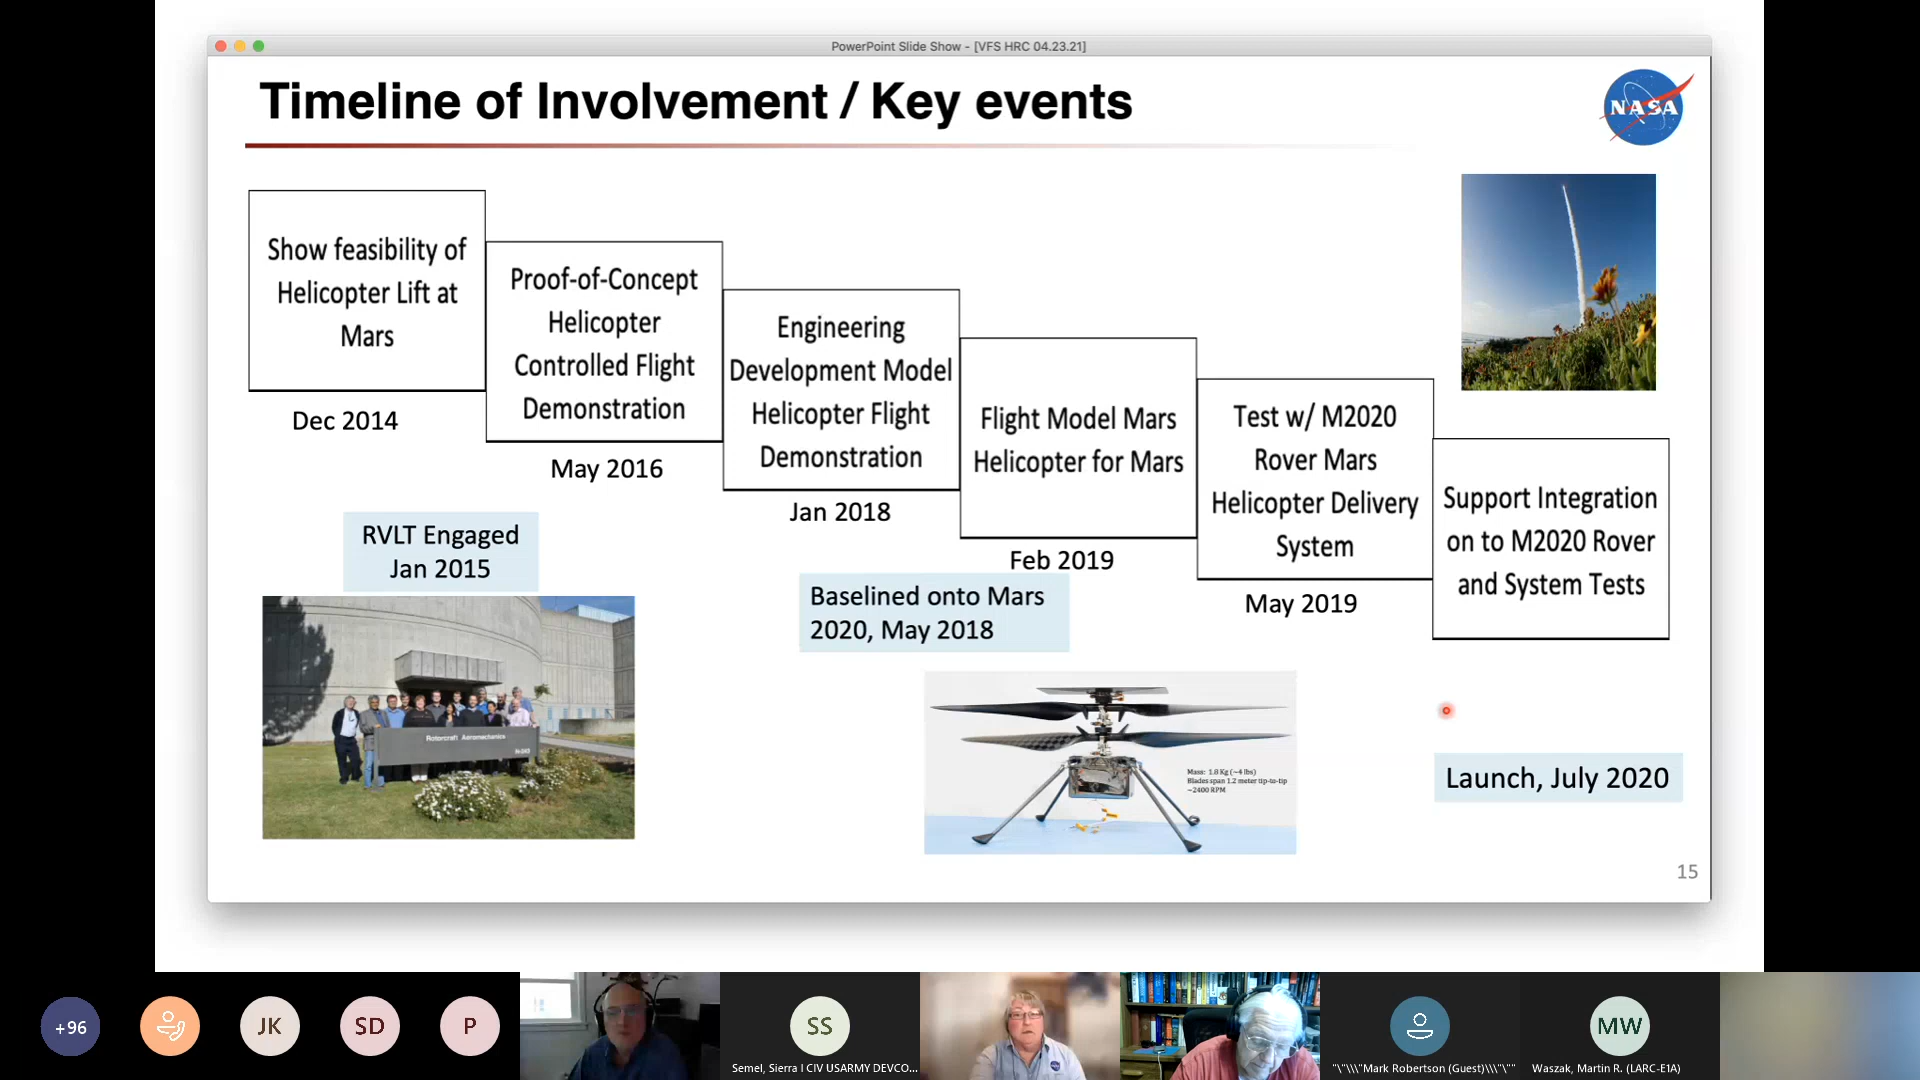 PowerPoint Slide Show - [VFS HRC 04.23.21]
Timeline of Involvement / Key events
NASA
Show feasibility of
Helicopter Lift at
Mars
Dec 2014
Proof-of-Concept
Helicopter
Controlled Flight
Demonstration
May 2016
Engineering
Development Model
Helicopter Flight
Demonstration
Jan 2018
Flight Model Mars
Helicopter for Mars
Feb 2019
Test w/ M2020
Rover Mars
Helicopter Delivery
System
May 2019
Support Integration
on to M2020 Rover
and System Tests
RVLT Engaged
Jan 2015
Baselined onto Mars
2020, May 2018
Rotorcraft Aeromechanics
N-243
Mass: 1.8 Kg (~4 lbs)
Blades span 1.2 meter tip-to-tip
~2400 RPM
Launch, July 2020
15
+96
JK
SD
P
SS
Semel, Sierra I CIV USARMY DEVCO...
"\"\\\"Mark Robertson (Guest)\\\"\""
MW
Waszak, Martin R. (LARC-E1A)